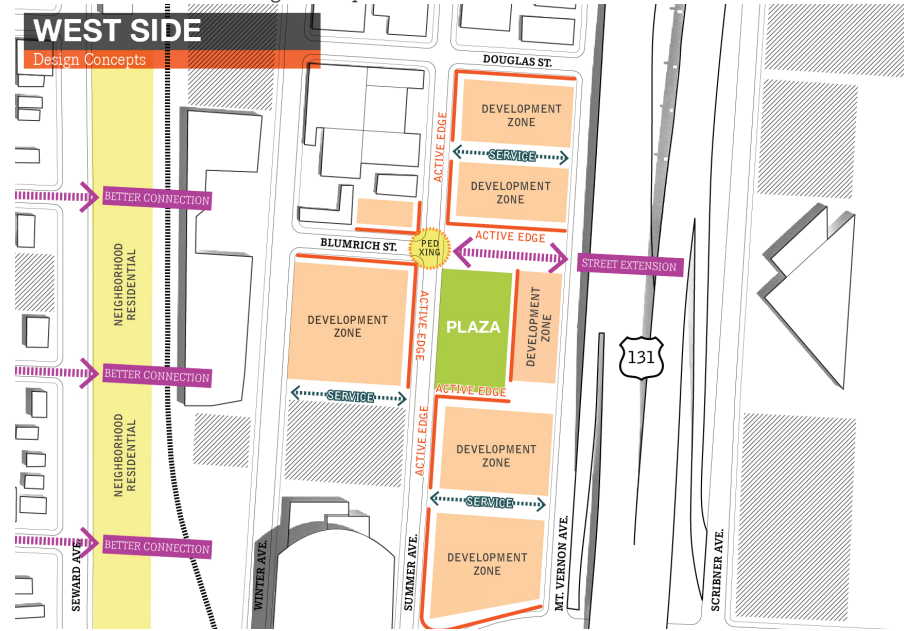 WEST SIDE
Design Concepts
DOUGLAS ST.
DEVELOPMENT
ZONE
ACTIVE EDGE
SERVICE
DEVELOPMENT
ZONE
BETTER CONNECTION
BLUMRICH ST.
PED
XING
ACTIVE EDGE
STREET EXTENSION
NEIGHBORHOOD
RESIDENTIAL
DEVELOPMENT
ZONE
ACTIVE EDGE
PLAZA
DEVELOPMENT
ZONE
131
BETTER CONNECTION
SERVICE
ACTIVE EDGE
NEIGHBORHOOD
RESIDENTIAL
ACTIVE EDGE
DEVELOPMENT
ZONE
SERVICE
BETTER CONNECTION
DEVELOPMENT
ZONE
SEWARD AVE.
WINTER AVE.
SUMMER AVE.
MT. VERNON AVE.
SCRIBNER AVE.